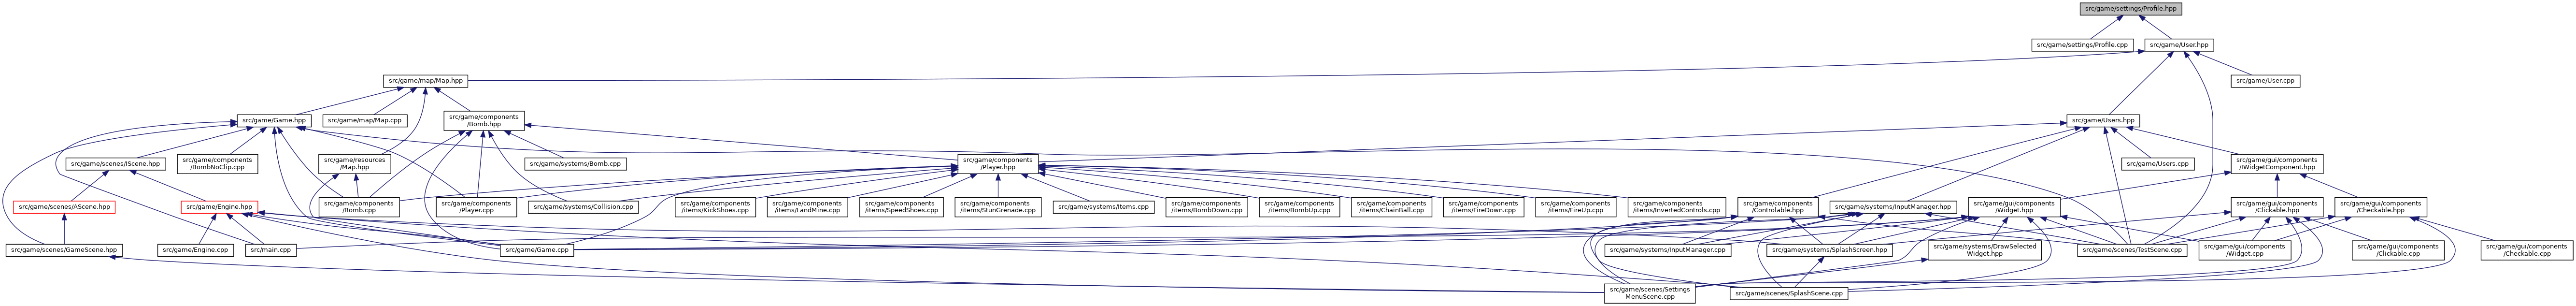 src/game/settings/Profile.hpp
src/game/settings/Profile.cpp
src/game/User.hpp
src/game/map/Map.hpp
src/game/User.cpp
src/game/Game.hpp
src/game/map/Map.cpp
src/game/components
/Bomb.hpp
src/game/Users.hpp
src/game/scenes/IScene.hpp
src/game/components
/BombNoClip.cpp
src/game/resources
/Map.hpp
src/game/systems/Bomb.cpp
src/game/components
/Player.hpp
src/game/Users.cpp
src/game/gui/components
/IWidgetComponent.hpp
src/game/scenes/AScene.hpp
src/game/Engine.hpp
src/game/components
/Bomb.cpp
src/game/components
/Player.cpp
src/game/systems/Collision.cpp
src/game/components
/items/KickShoes.cpp
src/game/components
/items/LandMine.cpp
src/game/components
/items/SpeedShoes.cpp
src/game/components
/items/StunGrenade.cpp
src/game/systems/Items.cpp
src/game/components
/items/BombDown.cpp
src/game/components
/items/BombUp.cpp
src/game/components
/items/ChainBall.cpp
src/game/components
/items/FireDown.cpp
src/game/components
/items/FireUp.cpp
src/game/components
/items/InvertedControls.cpp
src/game/components
/Controlable.hpp
src/game/systems/InputManager.hpp
src/game/gui/components
/Widget.hpp
src/game/gui/components
/Clickable.hpp
src/game/gui/components
/Checkable.hpp
src/game/scenes/GameScene.hpp
src/game/Engine.cpp
src/main.cpp
src/game/Game.cpp
src/game/systems/InputManager.cpp
src/game/systems/SplashScreen.hpp
src/game/systems/DrawSelected
Widget.hpp
src/game/scenes/TestScene.cpp
src/game/gui/components
/Widget.cpp
src/game/gui/components
/Clickable.cpp
src/game/gui/components
/Checkable.cpp
src/game/scenes/Settings
MenuScene.cpp
src/game/scenes/SplashScene.cpp